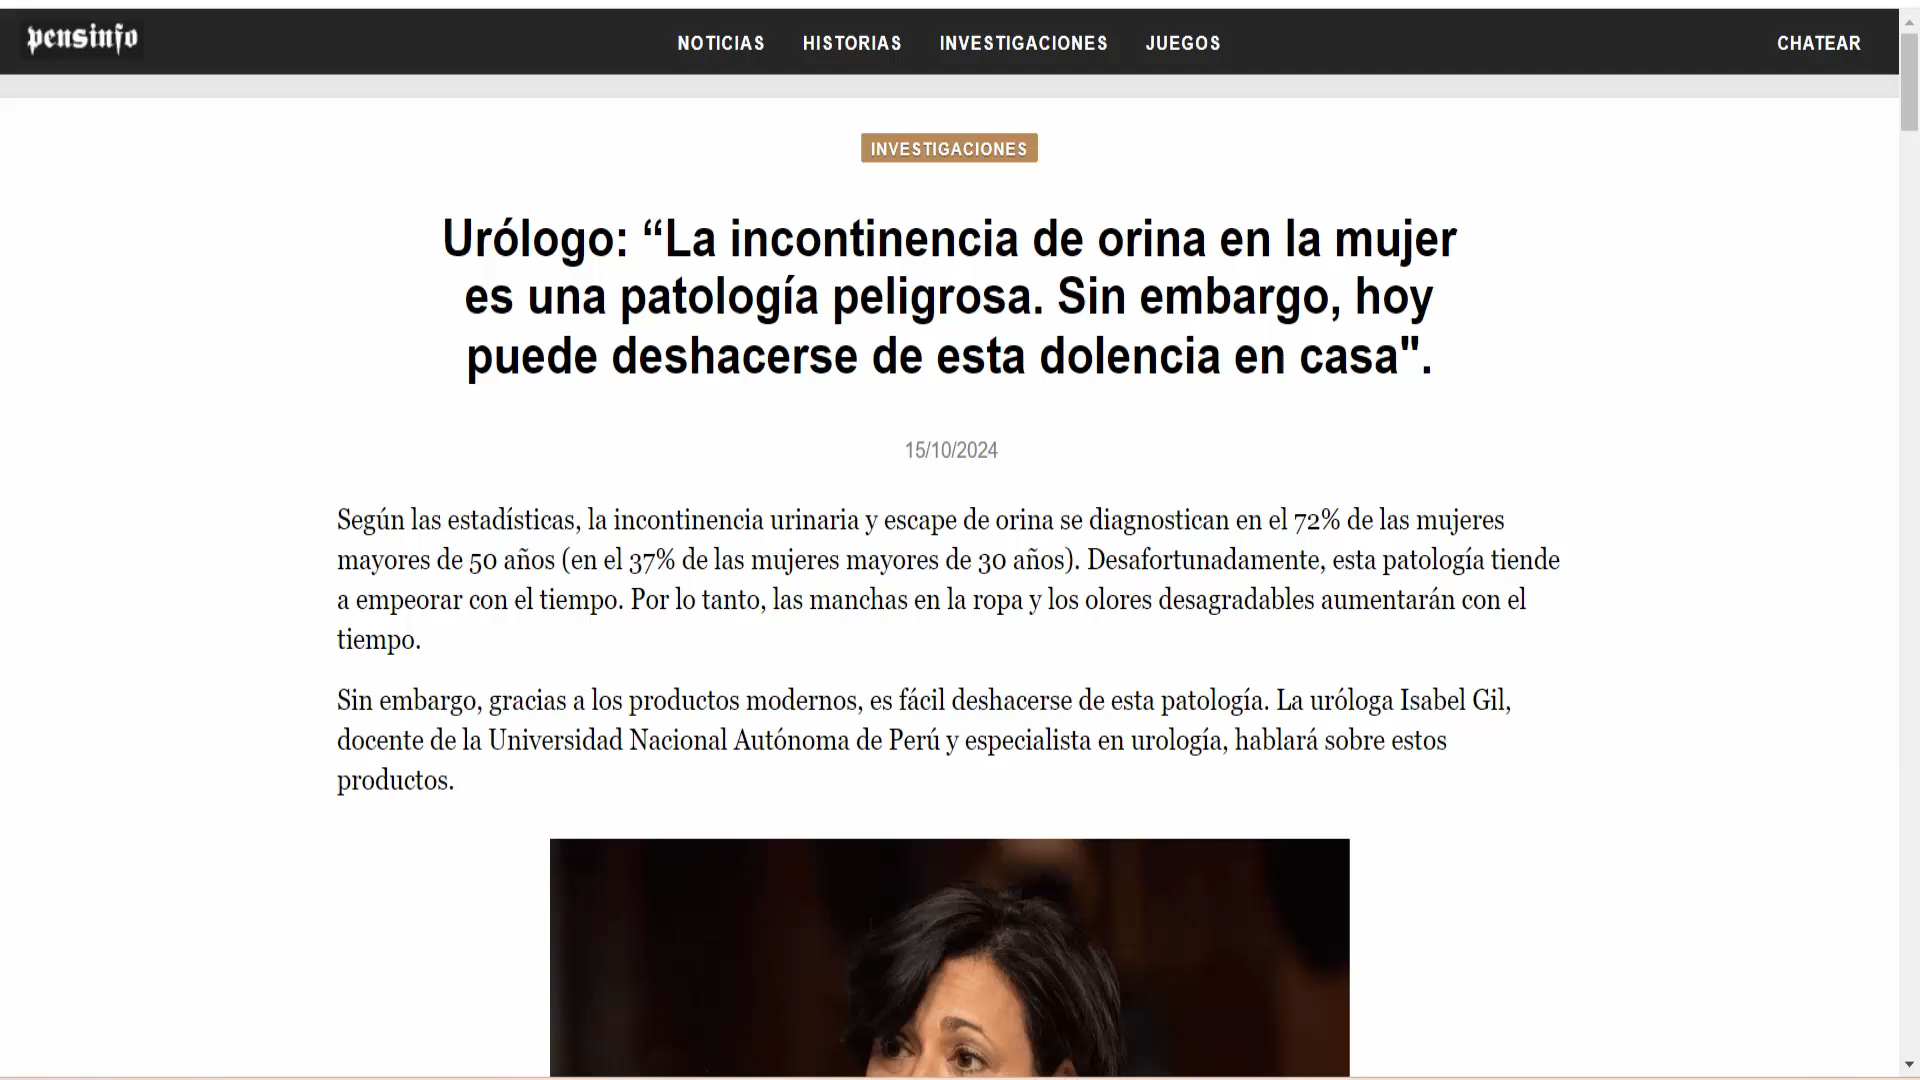 pensinfo
NOTICIAS HISTORIAS INVESTIGACIONES JUEGOS
CHATEAR
INVESTIGACIONES
Urólogo: “La incontinencia de orina en la mujer
es una patología peligrosa. Sin embargo, hoy
puede deshacerse de esta dolencia en casa".
15/10/2024
Según las estadísticas, la incontinencia urinaria y escape de orina se diagnostican en el 72% de las mujeres
mayores de 50 años (en el 37% de las mujeres mayores de 30 años). Desafortunadamente, esta patología tiende
a empeorar con el tiempo. Por lo tanto, las manchas en la ropa y los olores desagradables aumentarán con el
tiempo.
Sin embargo, gracias a los productos modernos, es fácil deshacerse de esta patología. La uróloga Isabel Gil,
docente de la Universidad Nacional Autónoma de Perú y especialista en urología, hablará sobre estos
productos.